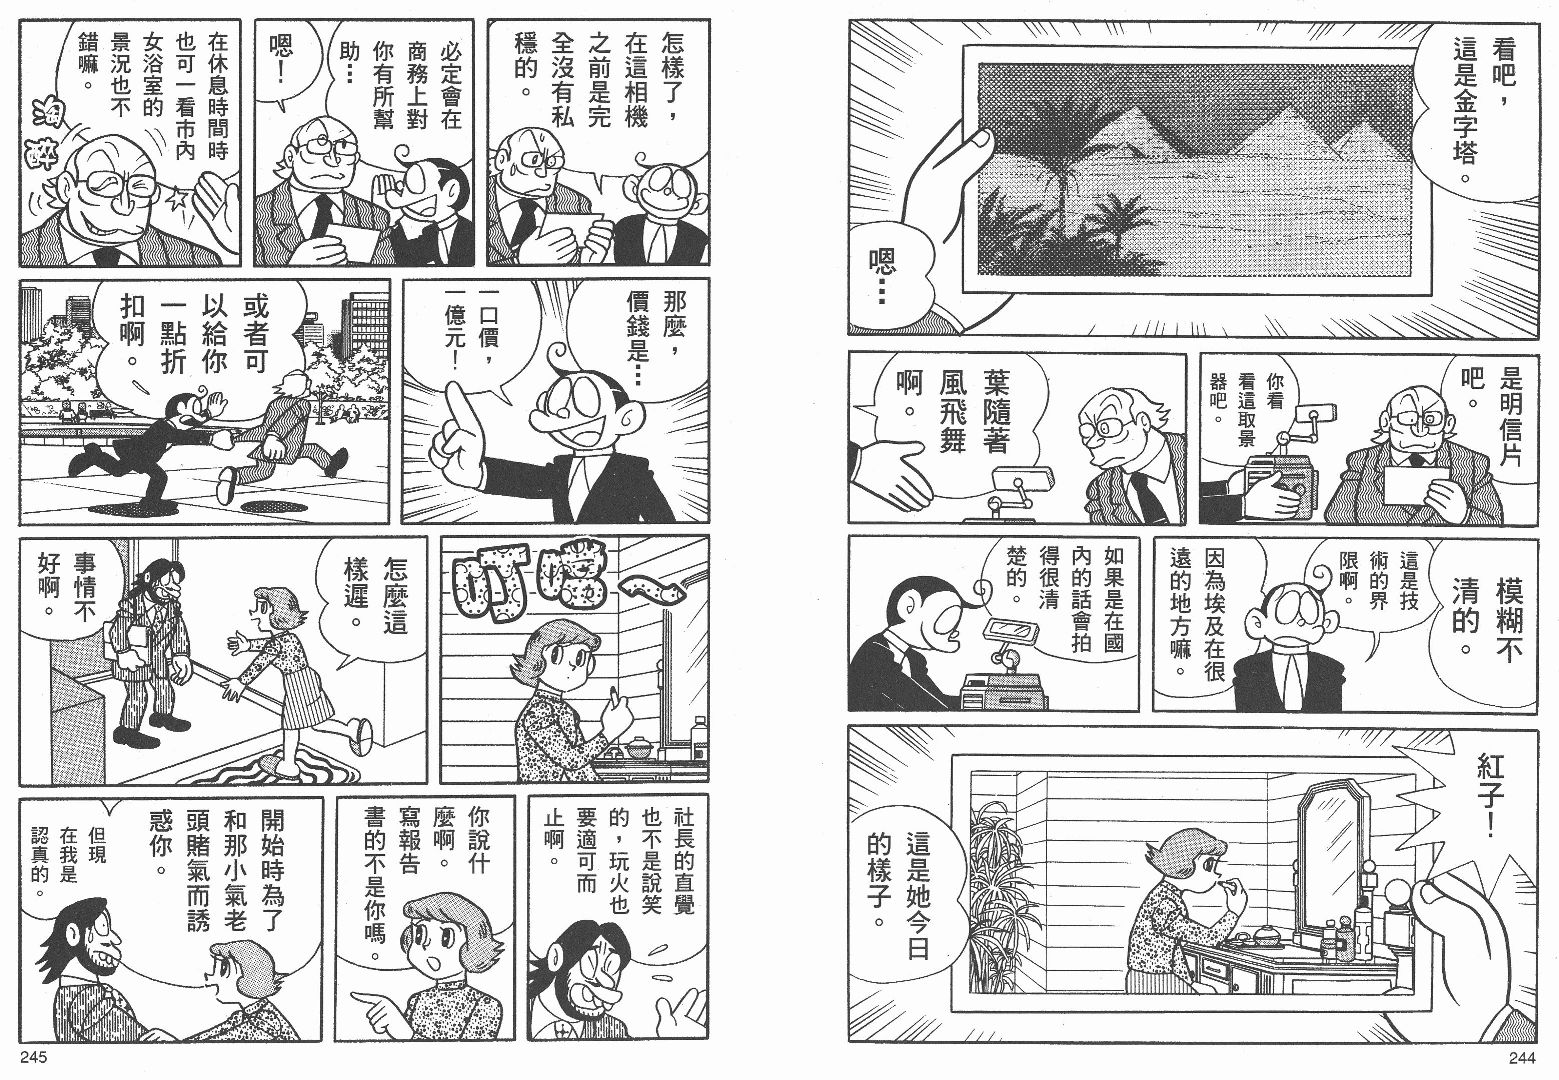 看吧，
這是金字塔。
嗯…
是明信片
吧。
你看
看這取景
器吧。
葉隨著
風飛舞
啊。
模糊不
清的。
這是技
術的界
限啊。
因為埃及在很
遠的地方嘛。
如果是在國
內的話會拍
得很清
楚的。
紅子！
這是她今日
的樣子。
244
怎樣了，
在這相機
之前是完
全沒有私
穩的。
必定會在
商務上對
你有所幫
助…
嗯！
在休息時間時
也可一看市內
女浴室的
景況也不
錯嘛。
淘
醉
那麼，
價錢是…
一口價，
一億元！
或者可
以給你
一點折
扣啊。
叮噹～
怎麼這
樣遲。
事情不
好啊。
社長的直覺
也不是說笑
的，玩火也
要適可而
止啊。
你說什
麼啊。
寫報告
書的不是你嗎。
開始時為了
和那小氣老
頭賭氣而誘
惑你。
但現
在我是
認真的。
245